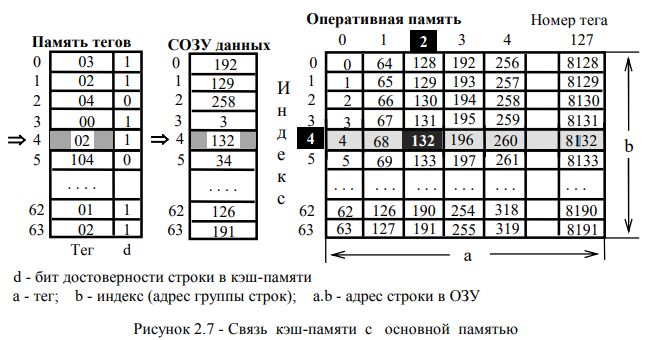 Оперативная память Номер тега
Память тегов СОЗУ данных 0 1 2 3 4 127
0 03 1 0 192 0 0 64 128 192 256 8128
1 02 1 1 129 1 1 65 129 193 257 8129
2 04 0 2 258 2 2 66 130 194 258 8130
3 00 1 3 3 3 3 67 131 195 259 8131
⇒ 4 02 1 ⇒ 4 132 Индекс 4 4 68 132 196 260 8132 b
5 104 0 5 34 5 5 69 133 197 261 8133
. . . . . . . . ... ... ... ... ... ...
62 01 1 62 126 62 62 126 190 254 318 8190
63 02 1 63 191 63 63 127 191 255 319 8191
Тег d a
d - бит достоверности строки в кэш-памяти
a - тег; b - индекс (адрес группы строк); a.b - адрес строки в ОЗУ
Рисунок 2.7 - Связь кэш-памяти с основной памятью